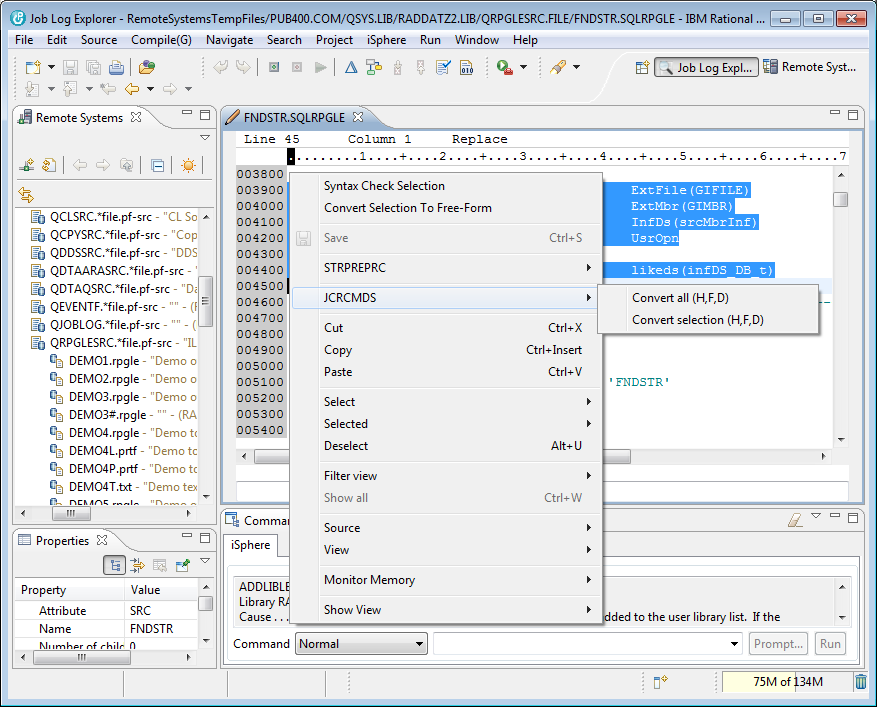 Job Log Explorer - RemoteSystemsTempFiles/PUB400.COM/QSYS.LIB/RADDATZ2.LIB/QRPGLESRC.FILE/FNDSTR.SQLRPGLE - IBM Rational ...
File Edit Source Compile(G) Navigate Search Project iSphere Run Window Help
Job Log Expl... Remote Syst...
Remote Systems
QCLSRC.*file.pf-src - "CL So
QCPYSRC.*file.pf-src - "Cop
QDDSSRC.*file.pf-src - "DDS
QDTAARASRC.*file.pf-src -
QDTAQSRC.*file.pf-src - "Da
QEVENTF.*file.pf-src - ""
QJOBLOG.*file.pf-src - ""
QRPGLESRC.*file.pf-src - "IL
DEMO1.rpgle - "Demo o
DEMO2.rpgle - "Demo o
DEMO3.rpgle - "Demo o
DEMO3#.rpgle - "" - (RA
DEMO4.rpgle - "Demo to
DEMO4L.prtf - "Demo to
DEMO4P.prtf - "Demo to
DEMO4T.txt - "Demo tex
DEMO5.rpgle - "Demo o
Properties
Property Value
Attribute SRC
Name FNDSTR
Number of child 0
FNDSTR.SQLRPGLE
Line 45 Column 1 Replace
.........1....+....2....+....3....+....4....+....5....+....6....+....7
003800
003900 ExtFile(GIFILE)
004000 ExtMbr(GIMBR)
004100 InfDs(srcMbrInf)
004200 UsrOpn
004300
004400 likeds(infDS_DB_t)
004500
004600
004700
004800
004900
005000
005100 'FNDSTR'
005200
005300
005400
Syntax Check Selection
Convert Selection To Free-Form
Save Ctrl+S
STRPREPRC
JCRCMDS
Cut Ctrl+X
Copy Ctrl+Insert
Paste Ctrl+V
Select
Selected
Deselect Alt+U
Filter view
Show all Ctrl+W
Source
View
Monitor Memory
Show View
Convert all (H,F,D)
Convert selection (H,F,D)
Comma
iSphere
ADDLIBLE
Library RA
Cause . . . dded to the user library list. If the
Command Normal Prompt... Run
75M of 134M